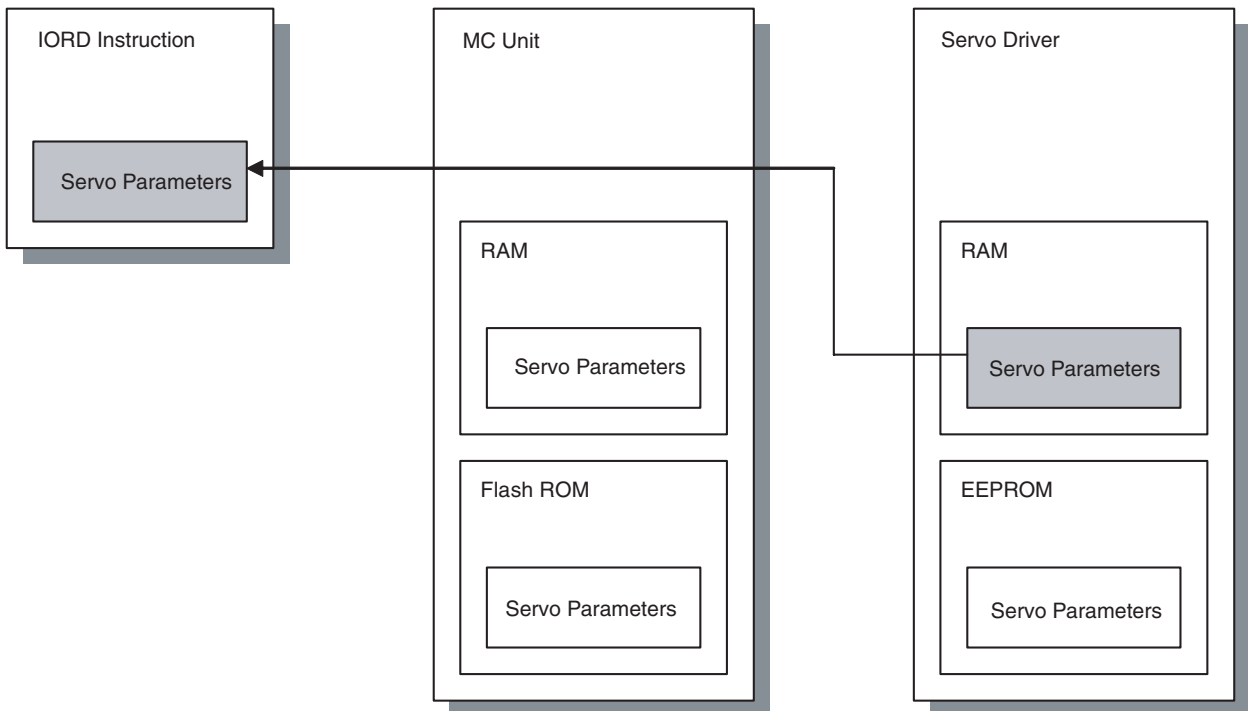 IORD Instruction
Servo Parameters
MC Unit
RAM
Servo Parameters
Flash ROM
Servo Parameters
Servo Driver
RAM
Servo Parameters
EEPROM
Servo Parameters